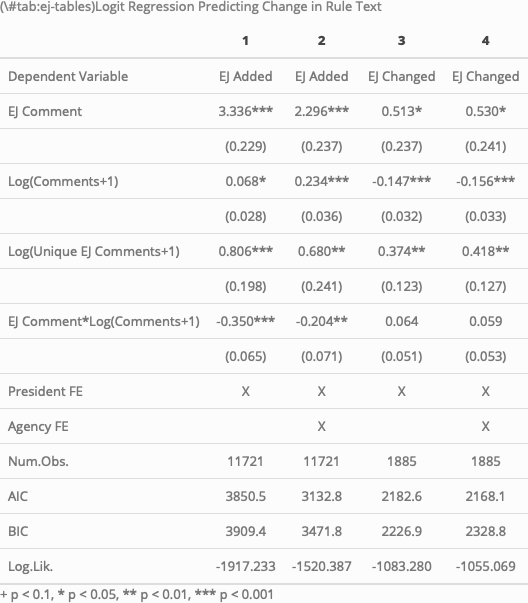 (\#tab:ej-tables)Logit Regression Predicting Change in Rule Text
1 2 3 4
Dependent Variable EJ Added EJ Added EJ Changed EJ Changed
EJ Comment 3.336*** 2.296*** 0.513* 0.530*
(0.229) (0.237) (0.237) (0.241)
Log(Comments+1) 0.068* 0.234*** -0.147*** -0.156***
(0.028) (0.036) (0.032) (0.033)
Log(Unique EJ Comments+1) 0.806*** 0.680** 0.374** 0.418**
(0.198) (0.241) (0.123) (0.127)
EJ Comment*Log(Comments+1) -0.350*** -0.204** 0.064 0.059
(0.065) (0.071) (0.051) (0.053)
President FE X X X X
Agency FE X X
Num.Obs. 11721 11721 1885 1885
AIC 3850.5 3132.8 2182.6 2168.1
BIC 3909.4 3471.8 2226.9 2328.8
Log.Lik. -1917.233 -1520.387 -1083.280 -1055.069
+ p < 0.1, * p < 0.05, ** p < 0.01, *** p < 0.001